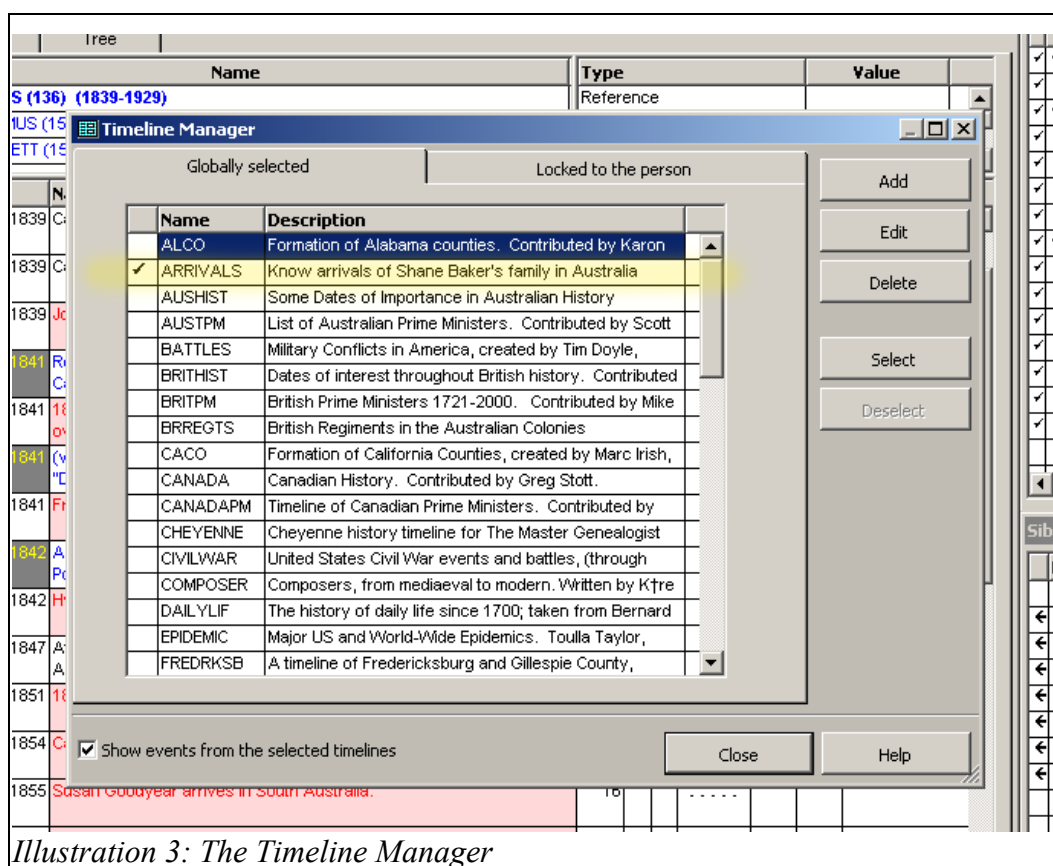 Tree
Name
Type
Value
S (136) (1839-1929)
Reference
Timeline Manager
Globally selected
Locked to the person
Add
Edit
Delete
Select
Deselect
Name Description
ALCO Formation of Alabama counties. Contributed by Karon
✓ ARRIVALS Know arrivals of Shane Baker's family in Australia
AUSHIST Some Dates of Importance in Australian History
AUSTPM List of Australian Prime Ministers. Contributed by Scott
BATTLES Military Conflicts in America, created by Tim Doyle,
BRITHIST Dates of interest throughout British history. Contributed
BRITPM British Prime Ministers 1721-2000. Contributed by Mike
BRREGTS British Regiments in the Australian Colonies
CACO Formation of California Counties, created by Marc Irish,
CANADA Canadian History. Contributed by Greg Stott.
CANADAPM Timeline of Canadian Prime Ministers. Contributed by
CHEYENNE Cheyenne history timeline for The Master Genealogist
CIVILWAR United States Civil War events and battles, (through
COMPOSER Composers, from mediaeval to modern. Written by K†re
DAILYLIF The history of daily life since 1700; taken from Bernard
EPIDEMIC Major US and World-Wide Epidemics. Toulla Taylor,
FREDRKSB A timeline of Fredericksburg and Gillespie County,
1839
1839
1839
1841
1841
1841
1841
1842
1842
1847
1851
1854
Show events from the selected timelines
Close
Help
1855 Susan Goodyear arrives in South Australia.
Sib
Illustration 3: The Timeline Manager